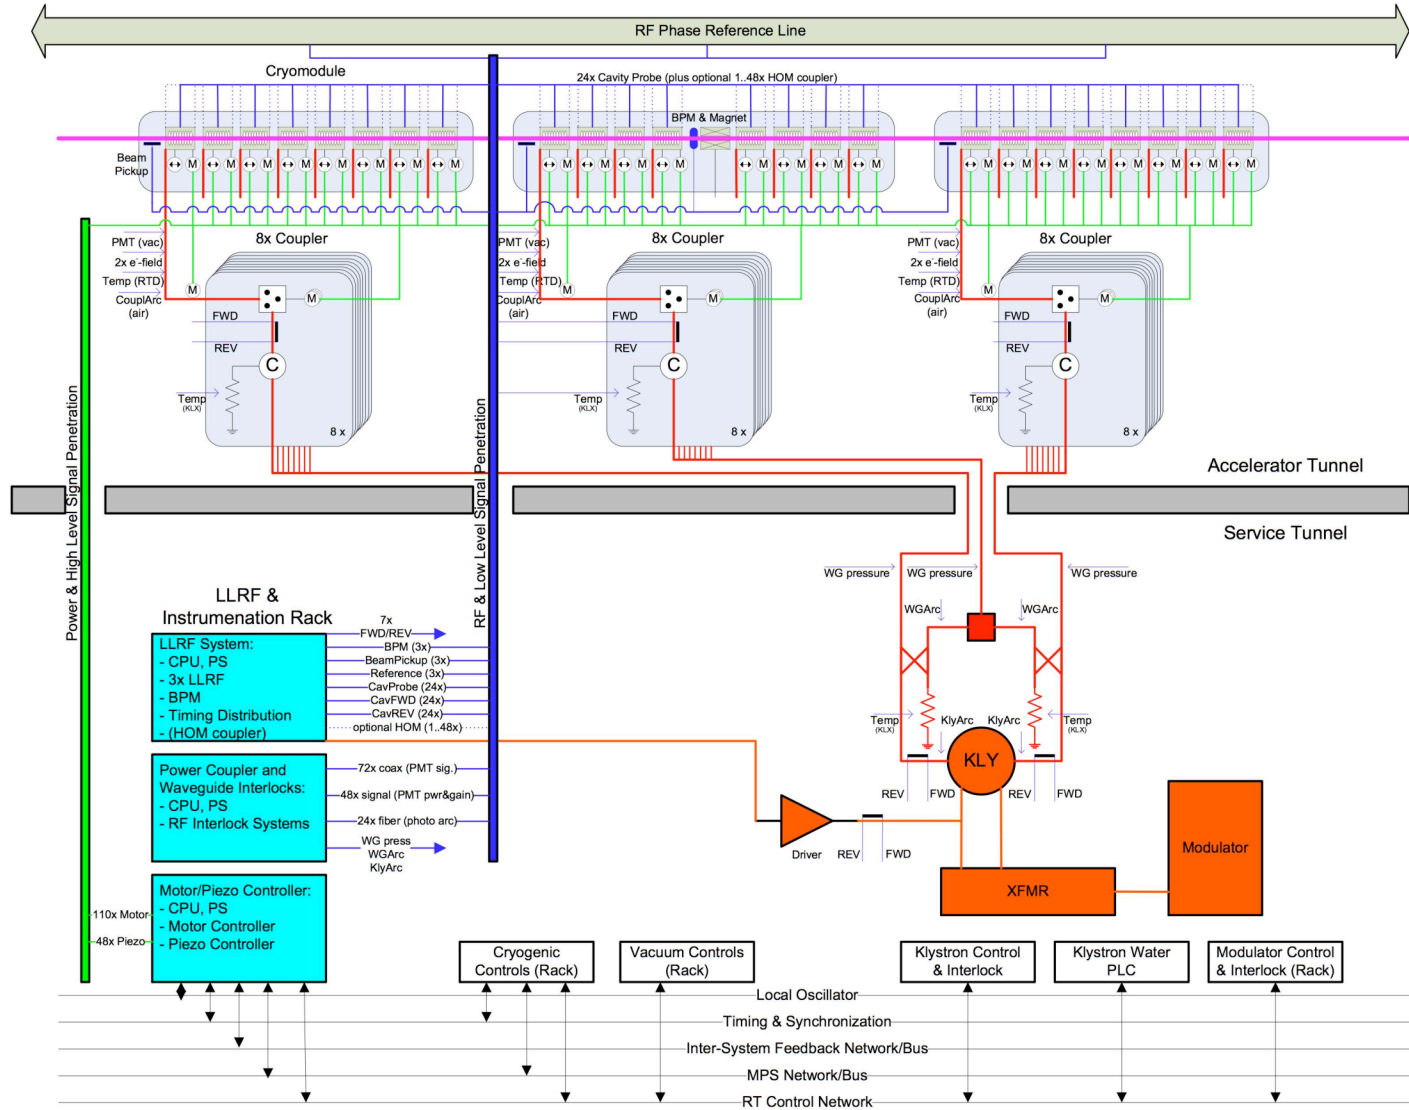 RF Phase Reference Line
Cryomodule
24x Cavity Probe (plus optional 1..48x HOM coupler)
BPM & Magnet
Beam
Pickup
M M M M M M M M
M M M M M M M M
M M M M M M M M
PMT (vac)
2x e⁻-field
Temp (RTD)
CouplArc
(air)
8x Coupler
M
M
FWD
REV
C
Temp
(KLX)
8 x
PMT (vac)
2x e⁻-field
Temp (RTD)
CouplArc
(air)
8x Coupler
M
M
FWD
REV
C
Temp
(KLX)
8 x
PMT (vac)
2x e⁻-field
Temp (RTD)
CouplArc
(air)
8x Coupler
M
M
FWD
REV
C
Temp
(KLX)
8 x
Power & High Level Signal Penetration
RF & Low Level Signal Penetration
Accelerator Tunnel
Service Tunnel
WG pressure
WG pressure
WG pressure
WGArc
WGArc
Temp
(KLX)
KlyArc
KlyArc
Temp
(KLX)
KLY
REV
FWD
REV
FWD
LLRF &
Instrumenation Rack
LLRF System:
- CPU, PS
- 3x LLRF
- BPM
- Timing Distribution
- (HOM coupler)
7x
FWD/REV
BPM (3x)
BeamPickup (3x)
Reference (3x)
CavProbe (24x)
CavFWD (24x)
CavREV (24x)
optional HOM (1..48x)
Power Coupler and
Waveguide Interlocks:
- CPU, PS
- RF Interlock Systems
72x coax (PMT sig.)
48x signal (PMT pwr&gain)
24x fiber (photo arc)
WG press
WGArc
KlyArc
Driver
REV
FWD
XFMR
Modulator
Motor/Piezo Controller:
- CPU, PS
- Motor Controller
- Piezo Controller
110x Motor
48x Piezo
Cryogenic
Controls (Rack)
Vacuum Controls
(Rack)
Klystron Control
& Interlock
Klystron Water
PLC
Modulator Control
& Interlock (Rack)
Local Oscillator
Timing & Synchronization
Inter-System Feedback Network/Bus
MPS Network/Bus
RT Control Network